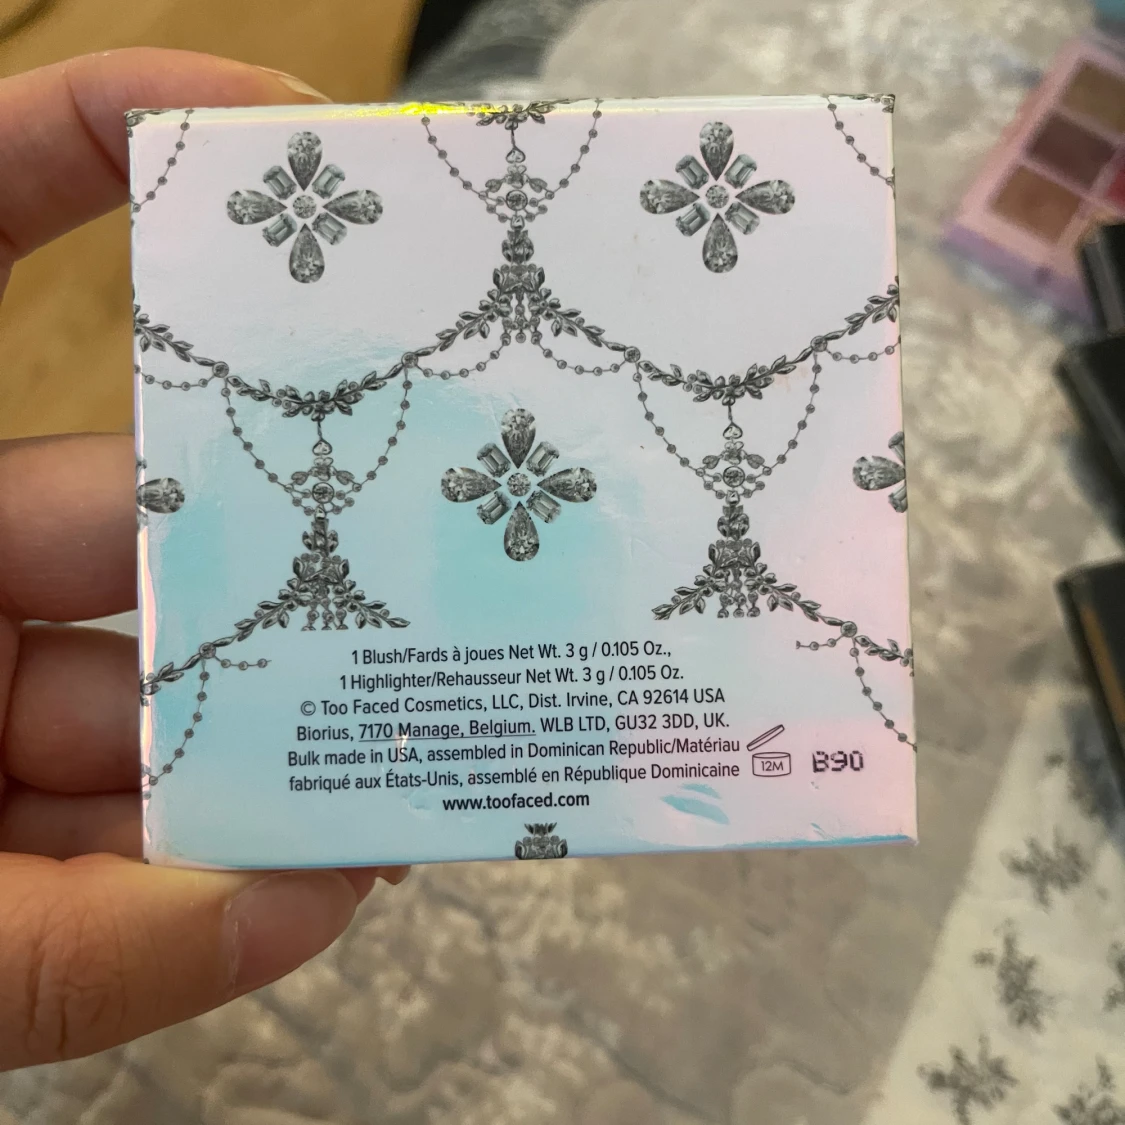 1 Blush/Fards à joues Net Wt. 3 g / 0.105 Oz.,
1 Highlighter/Rehausseur Net Wt. 3 g / 0.105 Oz.
© Too Faced Cosmetics, LLC, Dist. Irvine, CA 92614 USA
Biorius, 7170 Manage, Belgium. WLB LTD, GU32 3DD, UK.
Bulk made in USA, assembled in Dominican Republic/Matériau
fabriqué aux États-Unis, assemblé en République Dominicaine
www.toofaced.com
12M
B90